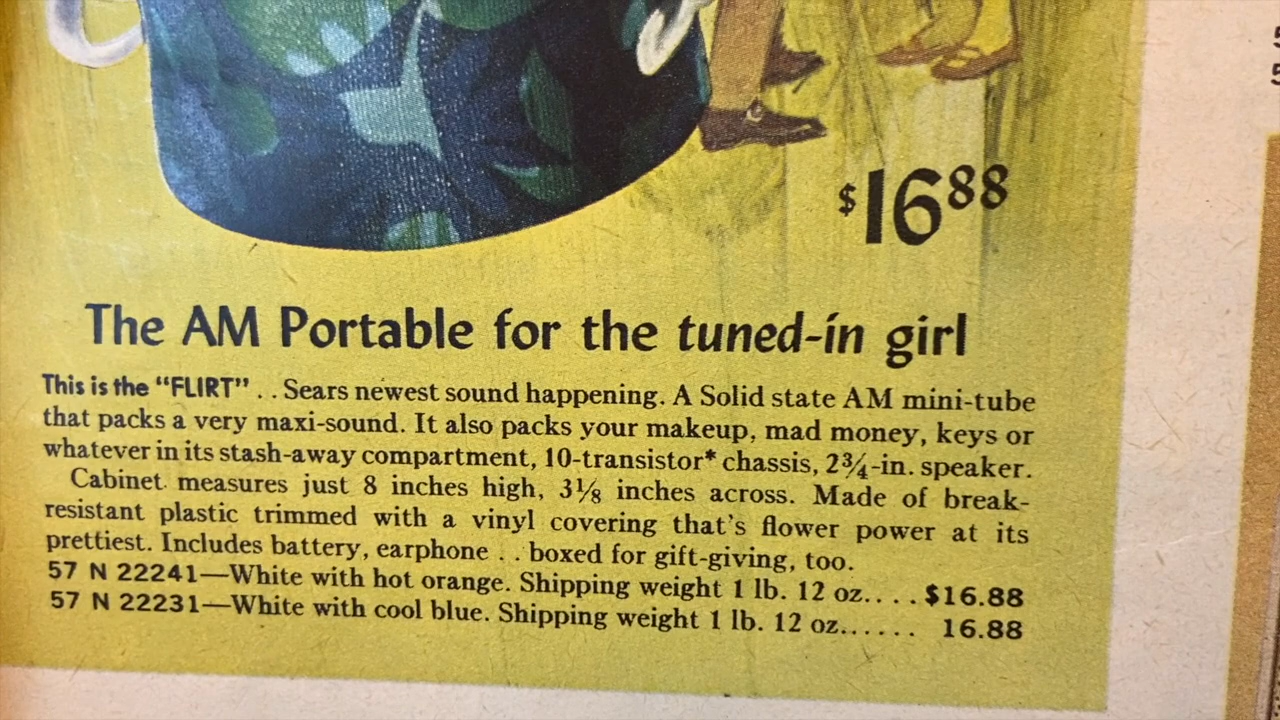 $16 88
The AM Portable for the tuned-in girl
This is the “FLIRT” . . Sears newest sound happening. A Solid state AM mini-tube
that packs a very maxi-sound. It also packs your makeup, mad money, keys or
whatever in its stash-away compartment, 10-transistor* chassis, 2¾-in. speaker.
Cabinet measures just 8 inches high, 3⅛ inches across. Made of break-
resistant plastic trimmed with a vinyl covering that’s flower power at its
prettiest. Includes battery, earphone . . boxed for gift-giving, too.
57 N 22241—White with hot orange. Shipping weight 1 lb. 12 oz. . . . $16.88
57 N 22231—White with cool blue. Shipping weight 1 lb. 12 oz. . . . . . 16.88